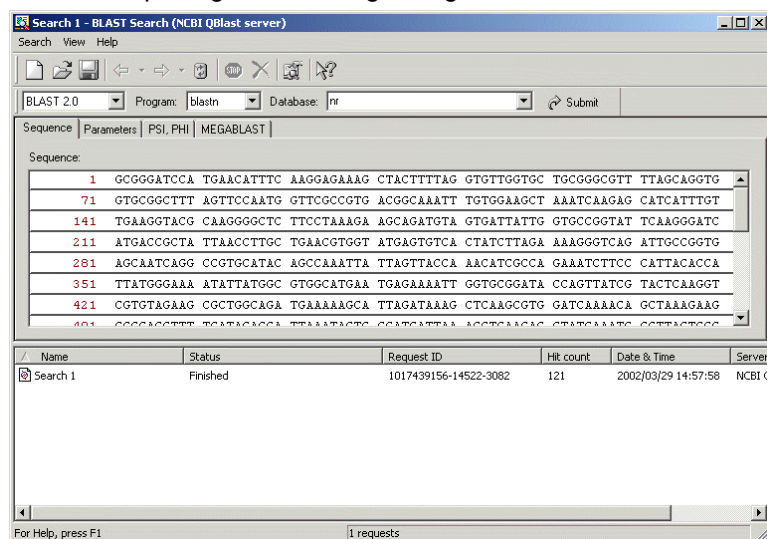 Search 1 - BLAST Search (NCBI QBlast server)
Search View Help
STOP
BLAST 2.0 Program: blastn Database: nr Submit
Sequence Parameters PSI, PHI MEGABLAST
Sequence:
1 GCGGGATCCA TGAACATTTC AAGGAGAAAG CTACTTTTAG GTGTTGGTGC TGCGGGCGTT TTAGCAGGTG
71 GTGCGGCTTT AGTTCCAATG GTTCGCCGTG ACGGCAAATT TGTGGAAGCT AAATCAAGAG CATCATTTGT
141 TGAAGGTACG CAAGGGGCTC TTCCTAAAGA AGCAGATGTA GTGATTATTG GTGCCGGTAT TCAAGGGATC
211 ATGACCGCTA TTAACCTTGC TGAACGTGGT ATGAGTGTCA CTATCTTAGA AAAGGGTCAG ATTGCCGGTG
281 AGCAATCAGG CCGTGCATAC AGCCAAATTA TTAGTTACCA AACATCGCCA GAAATCTTCC CATTACACCA
351 TTATGGGAAA ATATTATGGC GTGGCATGAA TGAGAAAATT GGTGCGGATA CCAGTTATCG TACTCAAGGT
421 CGTGTAGAAG CGCTGGCAGA TGAAAAAGCA TTAGATAAAG CTCAAGCGTG GATCAAAACA GCTAAAGAAG
Name Status Request ID Hit count Date & Time Server
Search 1 Finished 1017439156-14522-3082 121 2002/03/29 14:57:58 NCBI
For Help, press F1 1 requests